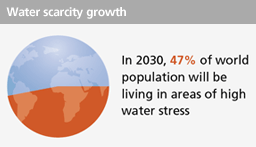 Water scarcity growth
In 2030, 47% of world
population will be
living in areas of high
water stress